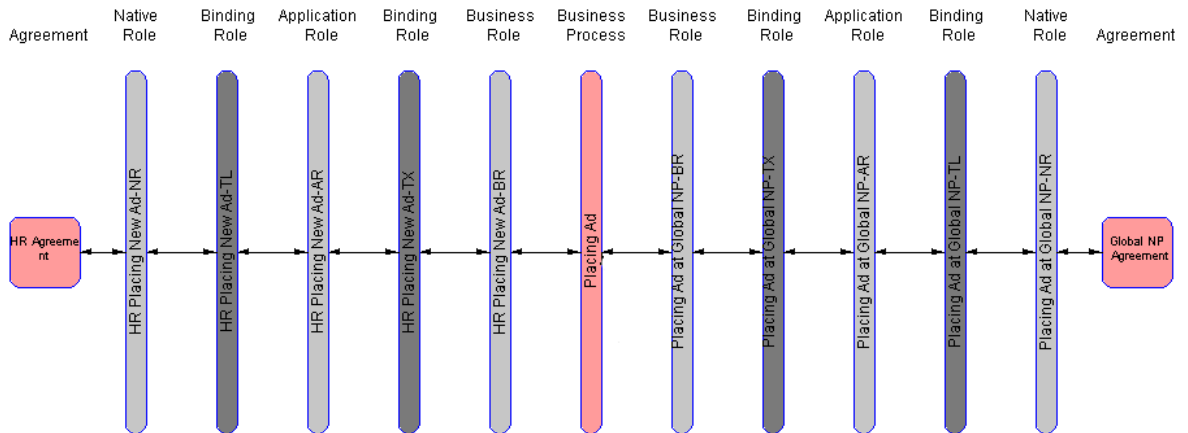 Native Binding Application Binding Business Business Business Binding Application Binding Native
Agreement Role Role Role Role Role Process Role Role Role Role Role Agreement
HR Placing New Ad-NR
HR Placing New Ad-TL
HR Placing New Ad-AR
HR Placing New Ad-TX
HR Placing New Ad-BR
Placing Ad
Placing Ad at Global NP-BR
Placing Ad at Global NP-TX
Placing Ad at Global NP-AR
Placing Ad at Global NP-TL
Placing Ad at Global NP-NR
HR Agreeme
nt
Global NP
Agreement